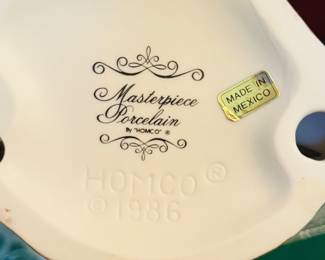 Masterpiece
Porcelain
By "HOMCO" ®
MADE IN
MEXICO
HOMCO®
©1986